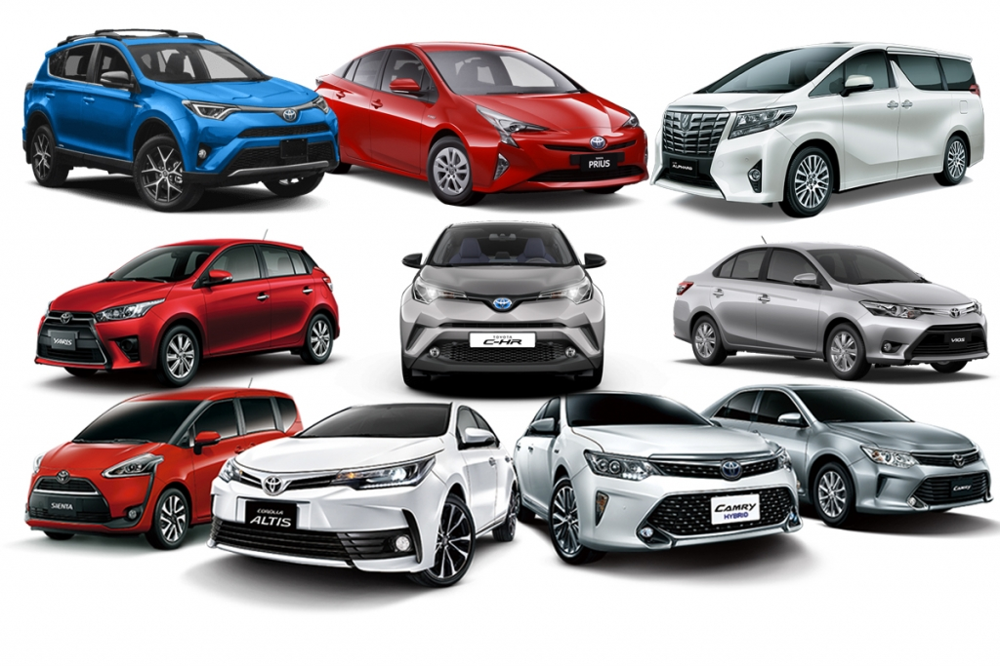 PRIUS
ALPHARD
YARIS
TOYOTA
C-HR
VIOS
SIENTA
COROLLA
ALTIS
CAMRY
HYBRID
CAMRY